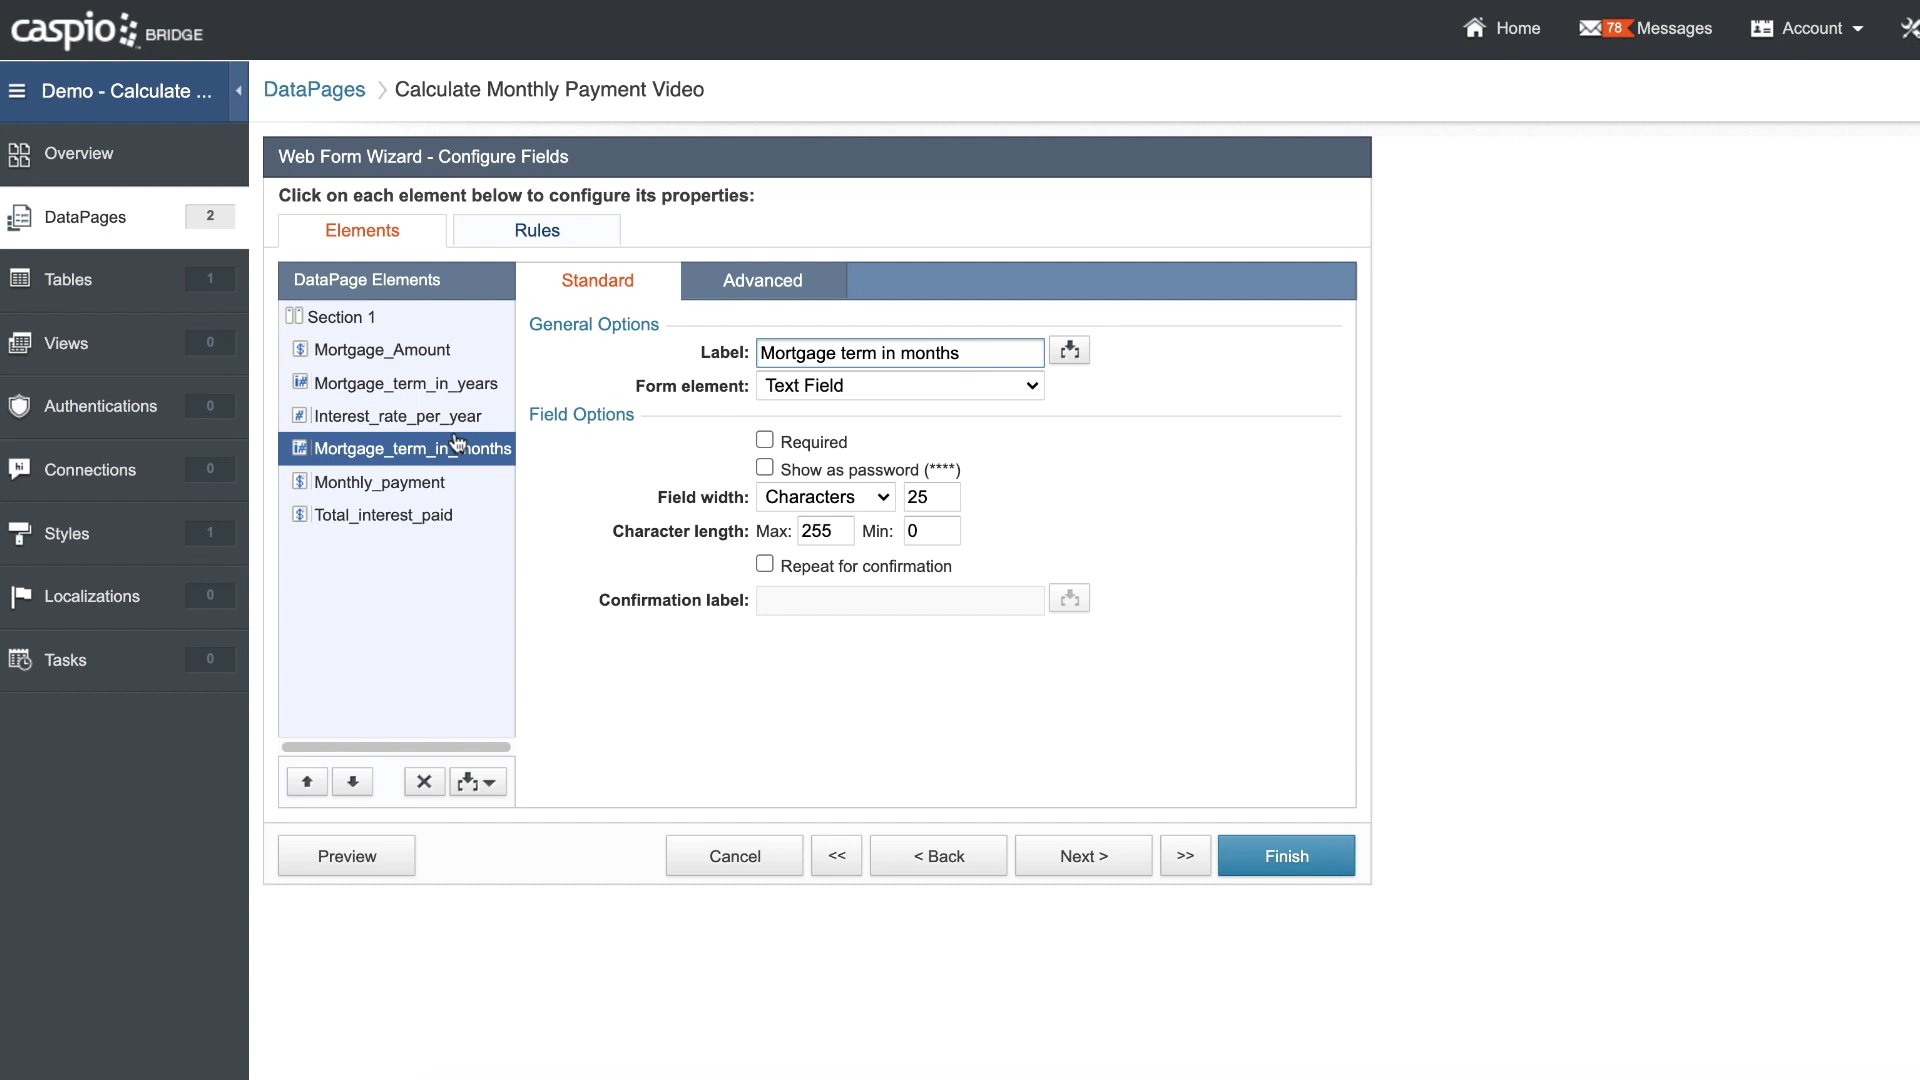 caspio BRIDGE
Home
78 Messages
Account
Demo - Calculate ...
DataPages > Calculate Monthly Payment Video
Overview
DataPages 2
Tables 1
Views 0
Authentications 0
Connections 0
Styles 1
Localizations 0
Tasks 0
Web Form Wizard - Configure Fields
Click on each element below to configure its properties:
Elements
Rules
DataPage Elements
Section 1
Mortgage_Amount
Mortgage_term_in_years
Interest_rate_per_year
Mortgage_term_in_months
Monthly_payment
Total_interest_paid
Standard
Advanced
General Options
Label: Mortgage term in months
Form element: Text Field
Field Options
Required
Show as password (****)
Field width: Characters 25
Character length: Max: 255 Min: 0
Repeat for confirmation
Confirmation label:
Preview
Cancel
<<
< Back
Next >
>>
Finish